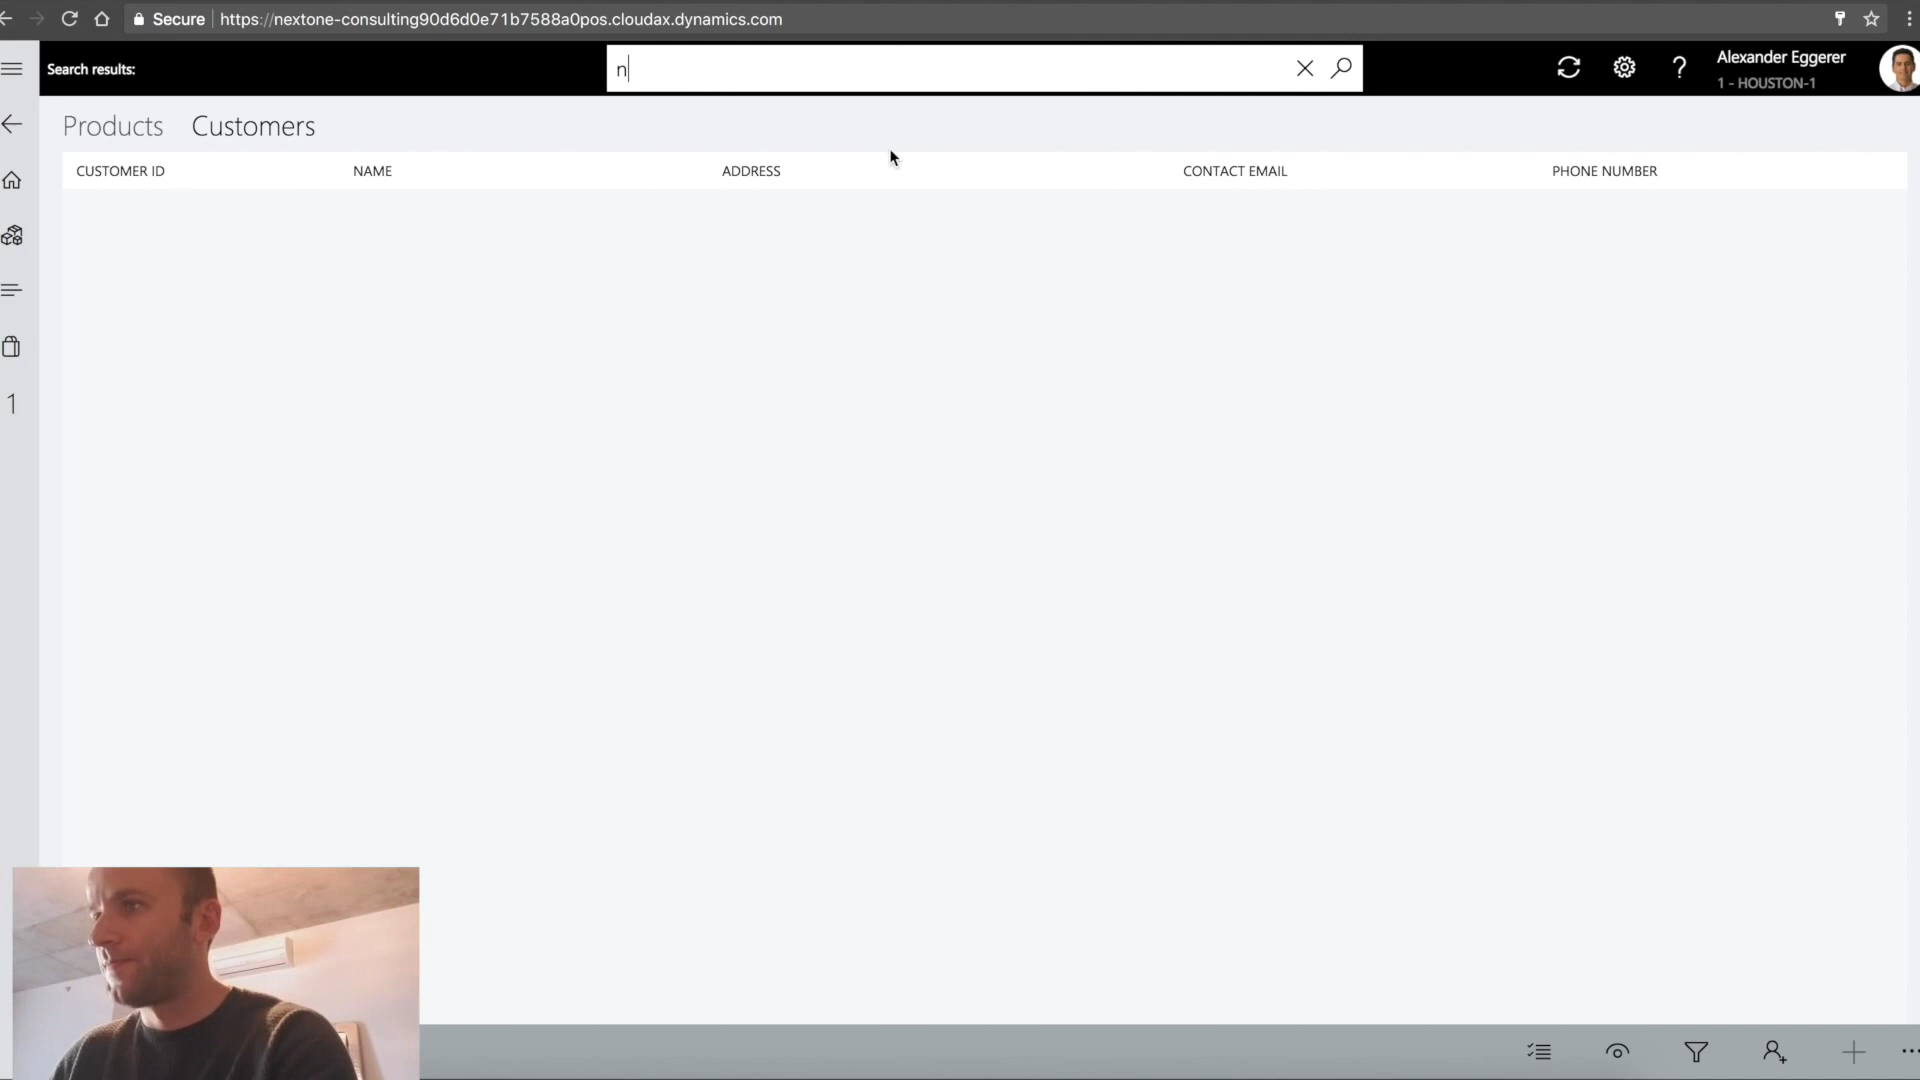 Secure
https://nextone-consulting90d6d0e71b7588a0pos.cloudax.dynamics.com
Search results:
n
Alexander Eggerer
1 - HOUSTON-1
Products
Customers
CUSTOMER ID
NAME
ADDRESS
CONTACT EMAIL
PHONE NUMBER
1